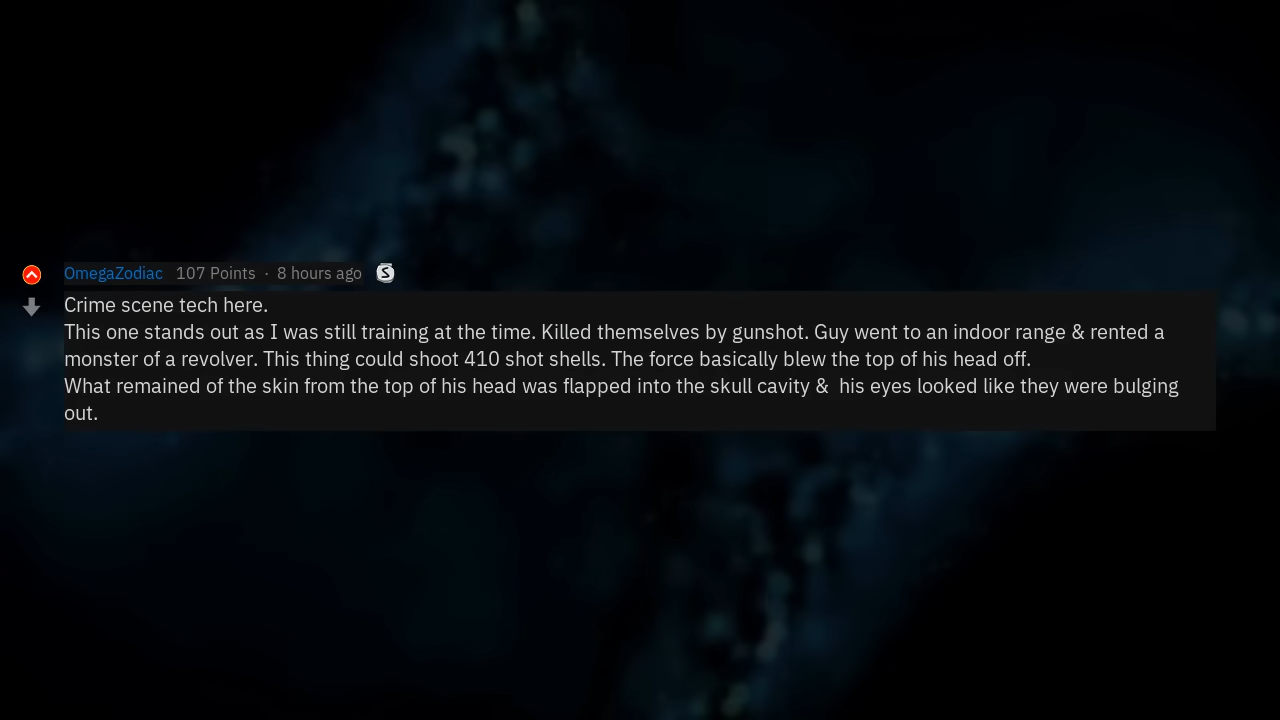 OmegaZodiac 107 Points · 8 hours ago
Crime scene tech here.
This one stands out as I was still training at the time. Killed themselves by gunshot. Guy went to an indoor range & rented a
monster of a revolver. This thing could shoot 410 shot shells. The force basically blew the top of his head off.
What remained of the skin from the top of his head was flapped into the skull cavity &  his eyes looked like they were bulging
out.